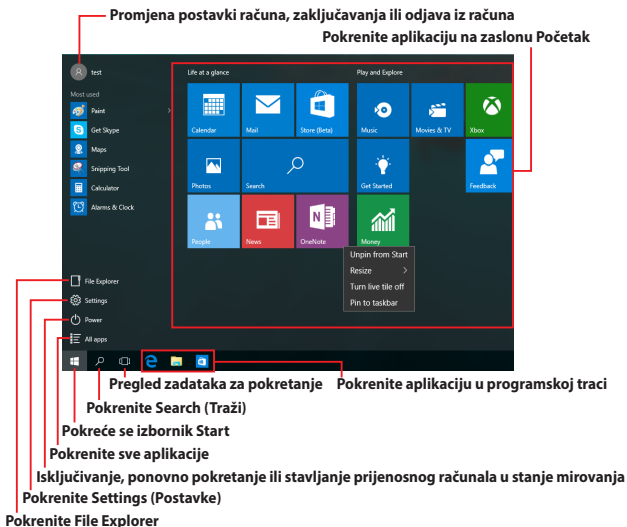 Promjena postavki računa, zaključavanja ili odjava iz računa
Pokrenite aplikaciju na zaslonu Početak
test
Life at a glance
Play and Explore
Most used
Paint
Get Skype
Maps
Snipping Tool
Calculator
Alarms & Clock
Calendar
Mail
Store (Beta)
Music
Movies & TV
Xbox
Photos
Search
Get Started
Feedback
People
News
OneNote
Money
Unpin from Start
Resize
Turn live tile off
Pin to taskbar
File Explorer
Settings
Power
All apps
Pregled zadataka za pokretanje
Pokrenite aplikaciju u programskoj traci
Pokrenite Search (Traži)
Pokreće se izbornik Start
Pokrenite sve aplikacije
Isključivanje, ponovno pokretanje ili stavljanje prijenosnog računala u stanje mirovanja
Pokrenite Settings (Postavke)
Pokrenite File Explorer